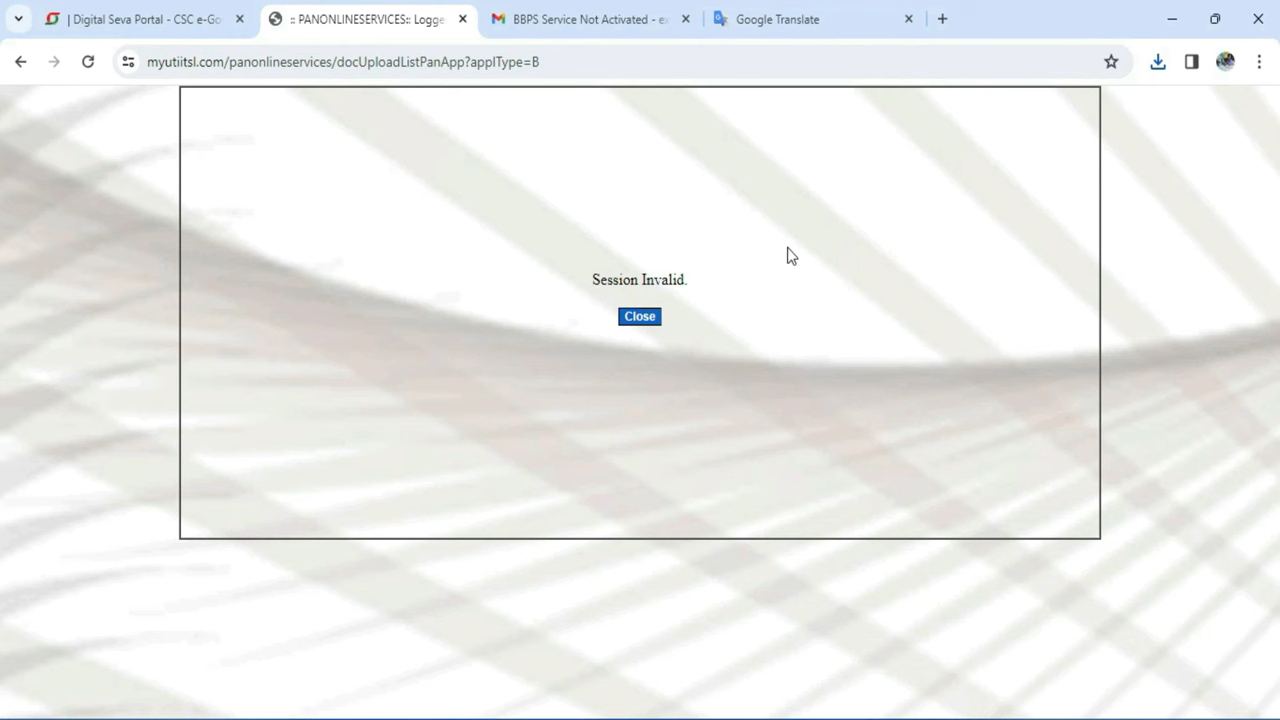 | Digital Seva Portal - CSC e-Go
:: PANONLINESERVICES:: Logge
BBPS Service Not Activated - ex
Google Translate
myutiitsl.com/panonlineservices/docUploadListPanApp?applType=B
Session Invalid.
Close